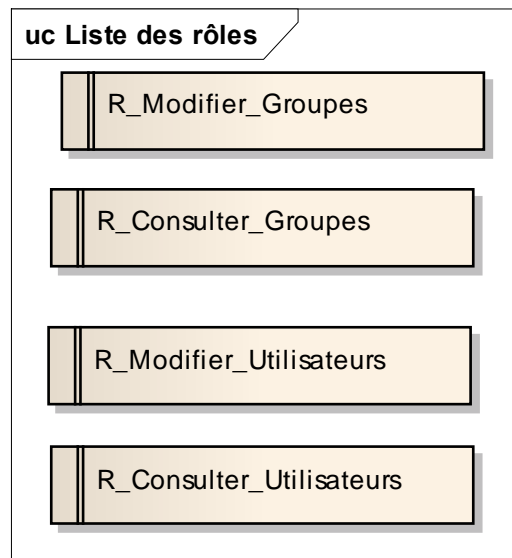 uc Liste des rôles
R_Modifier_Groupes
R_Consulter_Groupes
R_Modifier_Utilisateurs
R_Consulter_Utilisateurs